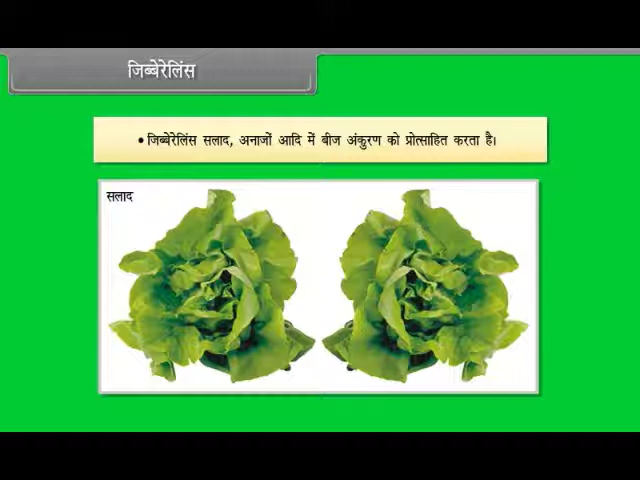 जिब्बेरेलिंस
• जिब्बेरेलिंस सलाद, अनाजों आदि में बीज अंकुरण को प्रोत्साहित करता है।
सलाद